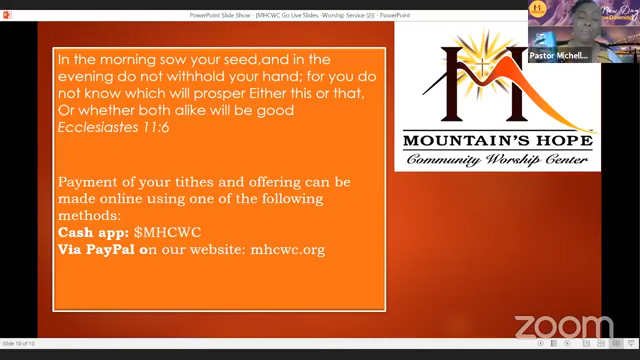 PowerPoint Slide Show - [MHCWC Go Live Slides -Worship Service (2)] - PowerPoint
In the morning sow your seed,and in the
evening do not withhold your hand; for you do
not know which will prosper Either this or that,
Or whether both alike will be good
Ecclesiastes 11:6
Payment of your tithes and offering can be
made online using one of the following
methods:
Cash app: $MHCWC
Via PayPal on our website: mhcwc.org
MOUNTAIN'S HOPE
Community Worship Center
New Day
Pastor Michell...
Slide 10 of 10
zoom